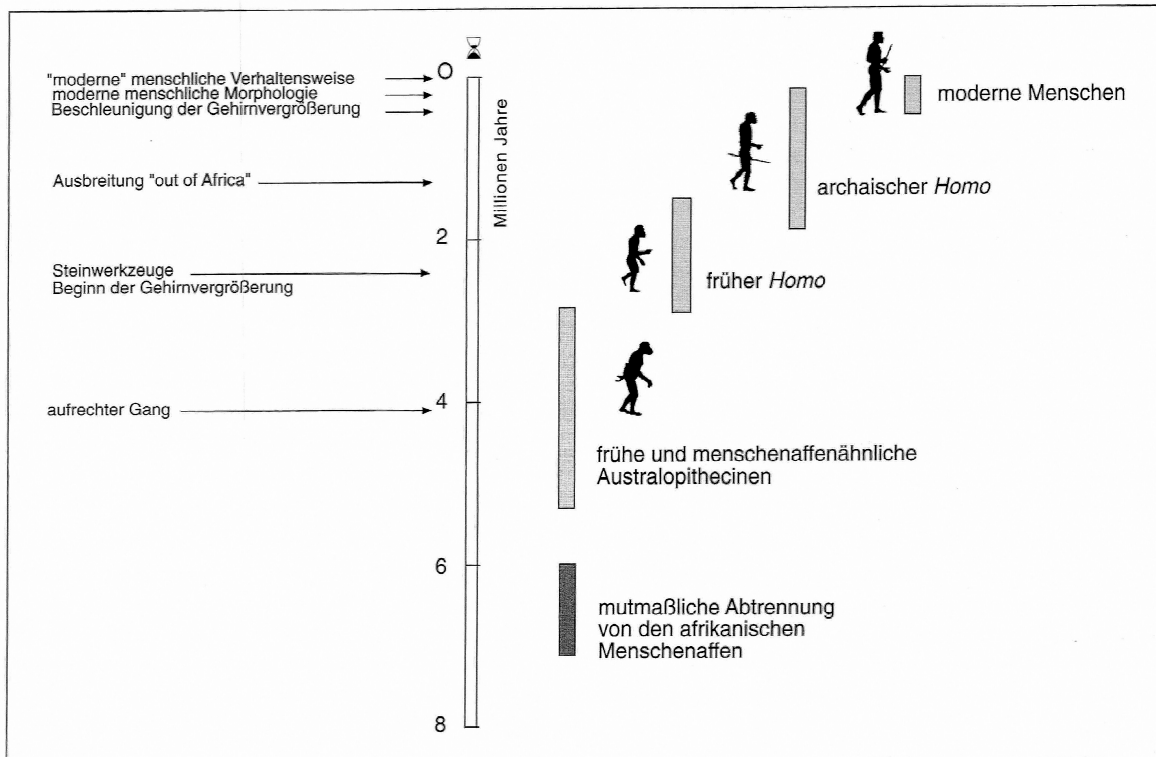 "moderne" menschliche Verhaltensweise
moderne menschliche Morphologie
Beschleunigung der Gehirnvergrößerung
Ausbreitung "out of Africa"
Steinwerkzeuge
Beginn der Gehirnvergrößerung
aufrechter Gang
O
2
4
6
8
Millionen Jahre
moderne Menschen
archaischer Homo
früher Homo
frühe und menschenaffenähnliche
Australopithecinen
mutmaßliche Abtrennung
von den afrikanischen
Menschenaffen